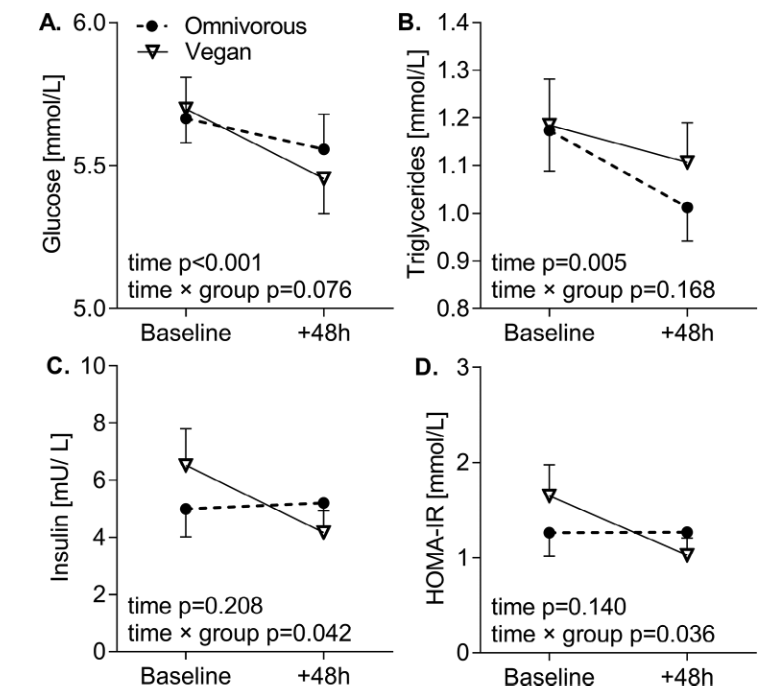 A.
Omnivorous
Vegan
Glucose [mmol/L]
6.0
5.5
5.0
time p<0.001
time × group p=0.076
Baseline +48h
B.
Triglycerides [mmol/L]
1.4
1.3
1.2
1.1
1.0
0.9
0.8
time p=0.005
time × group p=0.168
Baseline +48h
C.
Insulin [mU/ L]
10
8
6
4
2
0
time p=0.208
time × group p=0.042
Baseline +48h
D.
HOMA-IR [mmol/L]
3
2
1
0
time p=0.140
time × group p=0.036
Baseline +48h